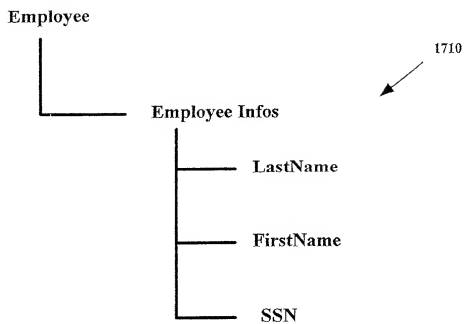 Employee
1710
Employee Infos
LastName
FirstName
SSN